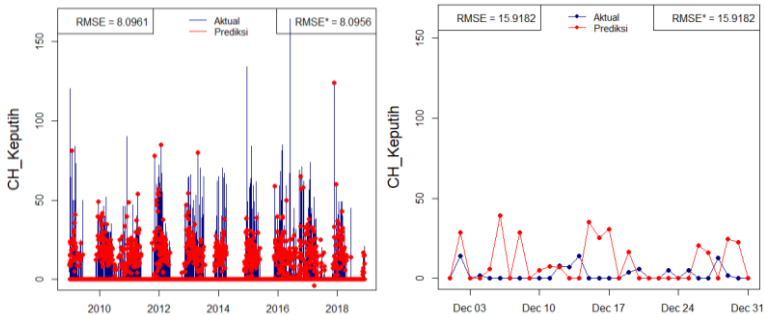 RMSE = 8.0961
Aktual
Prediksi
RMSE* = 8.0956
CH_Keputih
150
100
50
0
2010 2012 2014 2016 2018
RMSE = 15.9182
Aktual
Prediksi
RMSE* = 15.9182
CH_Keputih
150
100
50
0
Dec 03 Dec 10 Dec 17 Dec 24 Dec 31